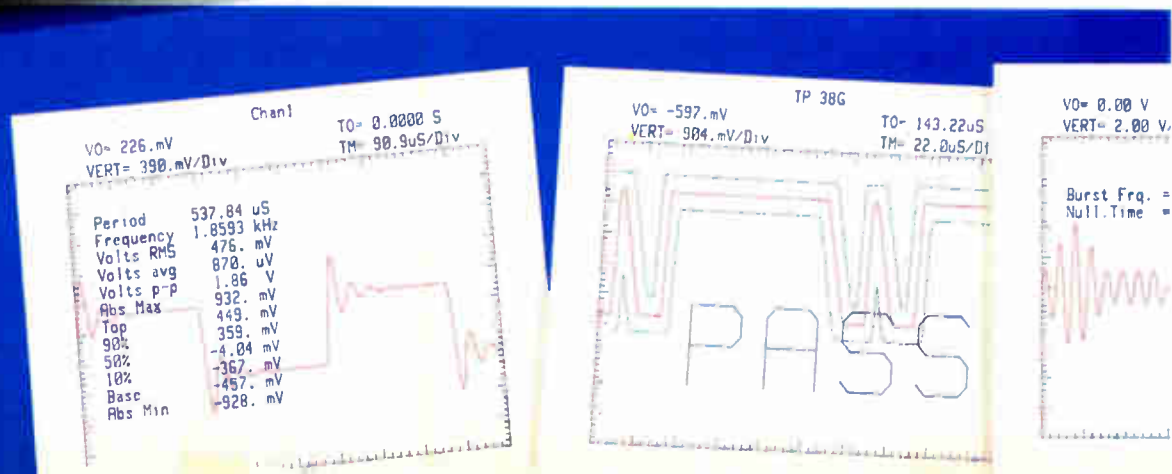 Chan1
VO= 226.mV
TO= 0.0000 S
VERT= 390.mV/Div
TM= 90.9uS/Div
Period 537.84 uS
Frequency 1.8593 kHz
Volts RMS 476. mV
Volts avg 870. uV
Volts p-p 1.86 V
Abs Max 932. mV
Top 449. mV
90% 359. mV
50% -4.04 mV
10% -367. mV
Base -457. mV
Abs Min -928. mV
TP 38G
VO= -597.mV
TO- 143.22uS
VERT= 904.mV/Div
TM= 22.0uS/Di
PASS
VO= 0.00 V
VERT= 2.00 V/
Burst Frq. =
Null.Time =